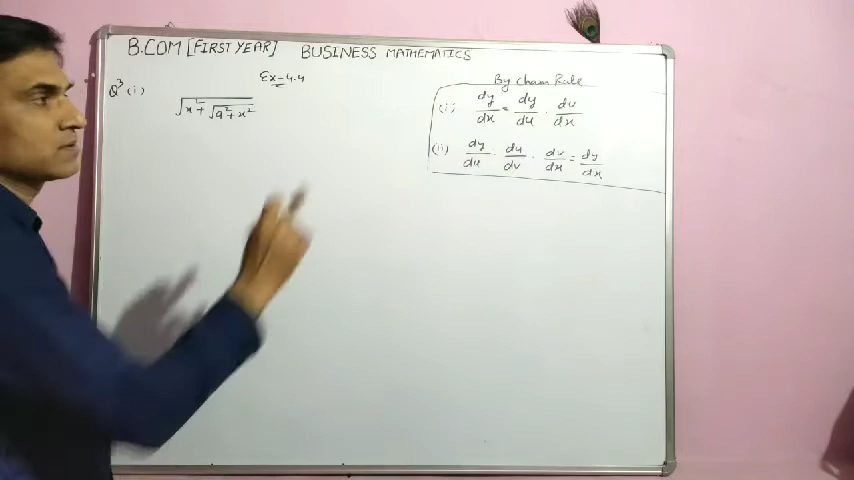 B.COM [FIRST YEAR] BUSINESS MATHEMATICS
Ex-4.4
Q3 (i) √(x² + √(a² + x²))
By Chain Rule
(i) dy/dx = dy/du · du/dx
(ii) dy/du · du/dv · dv/dx = dy/dx